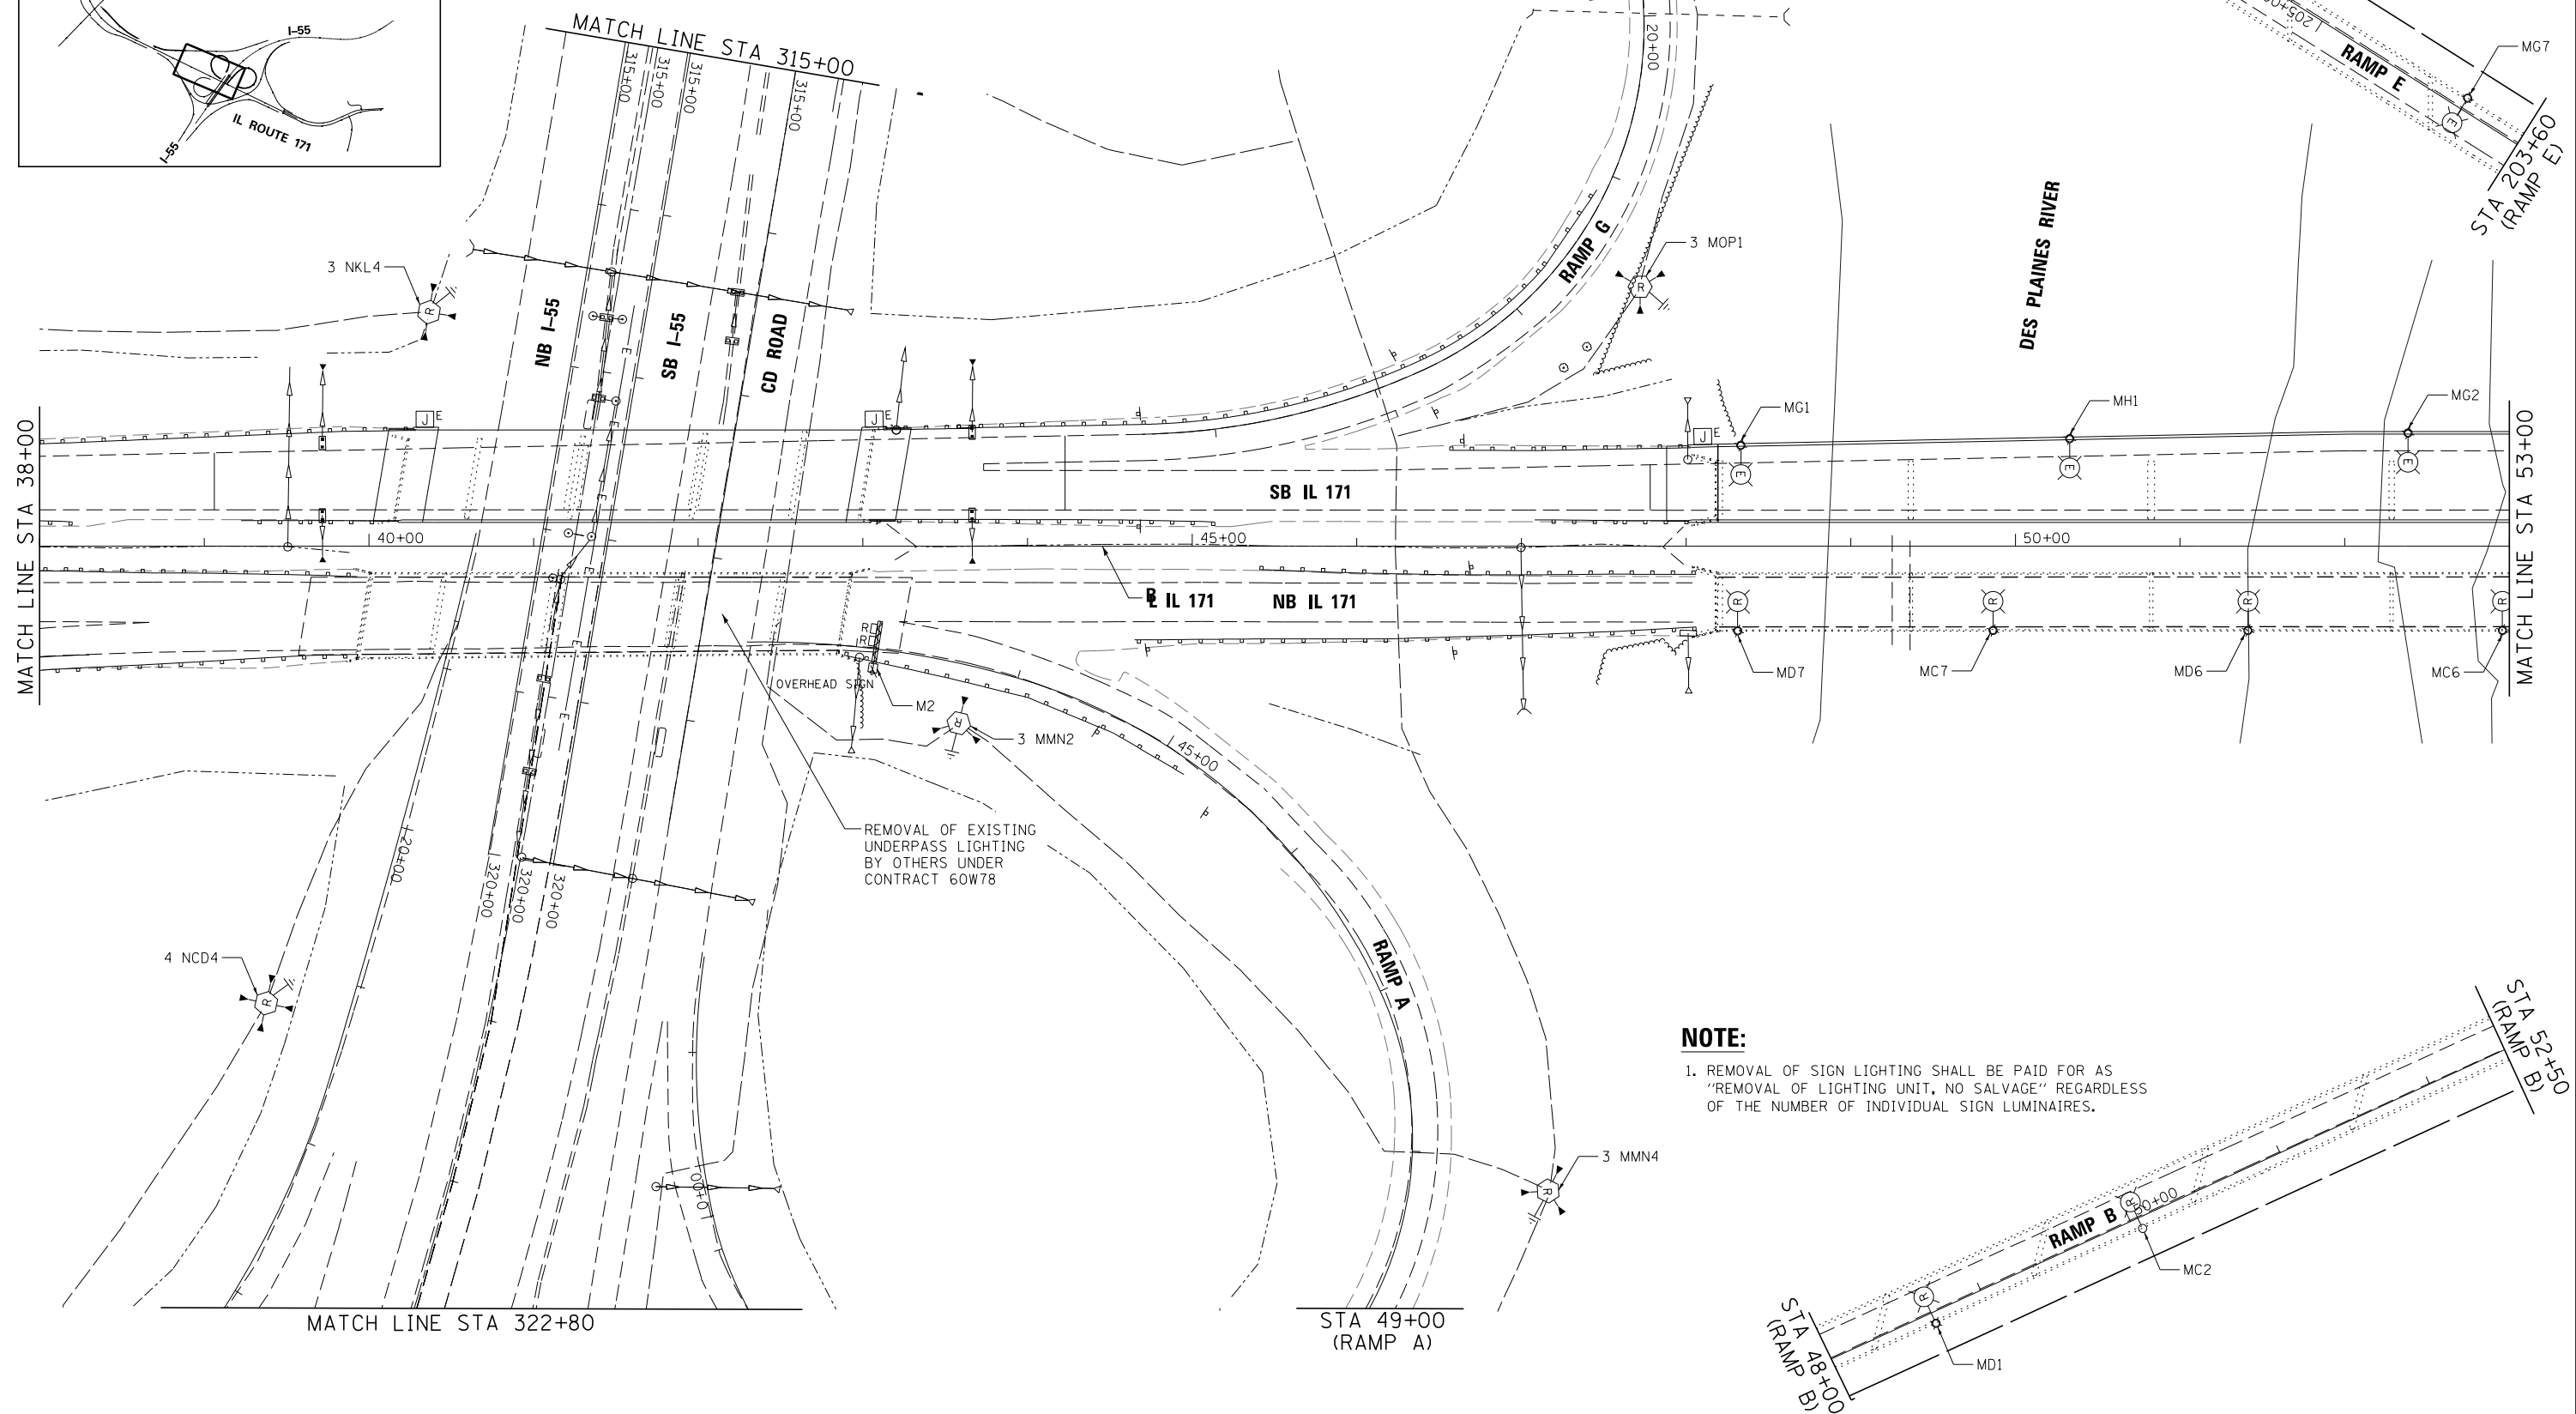 I-55
IL ROUTE 171
I-55
MATCH LINE STA 315+00
315+00
315+00
315+00
315+00
20+00
205+00
RAMP E
MG7
STA 203+60
(RAMP E)
3 NKL4
R
NB I-55
SB I-55
CD ROAD
RAMP G
3 MOP1
R
DES PLAINES RIVER
MATCH LINE STA 38+00
J E
J E
J E
MG1
MH1
MG2
E
E
E
E
SB IL 171
40+00
45+00
50+00
MATCH LINE STA 53+00
℄ IL 171
NB IL 171
R
R
R
R
R
R
MD7
MC7
MD6
MC6
OVERHEAD SIGN
M2
R
3 MMN2
45+00
REMOVAL OF EXISTING
UNDERPASS LIGHTING
BY OTHERS UNDER
CONTRACT 60W78
120+00
320+00
320+00
320+00
4 NCD4
R
RAMP A
NOTE:
1. REMOVAL OF SIGN LIGHTING SHALL BE PAID FOR AS
"REMOVAL OF LIGHTING UNIT, NO SALVAGE" REGARDLESS
OF THE NUMBER OF INDIVIDUAL SIGN LUMINAIRES.
STA 52+50
(RAMP B)
3 MMN4
R
RAMP B
R
50+00
MC2
R
MD1
STA 48+00
(RAMP B)
MATCH LINE STA 322+80
STA 49+00
(RAMP A)